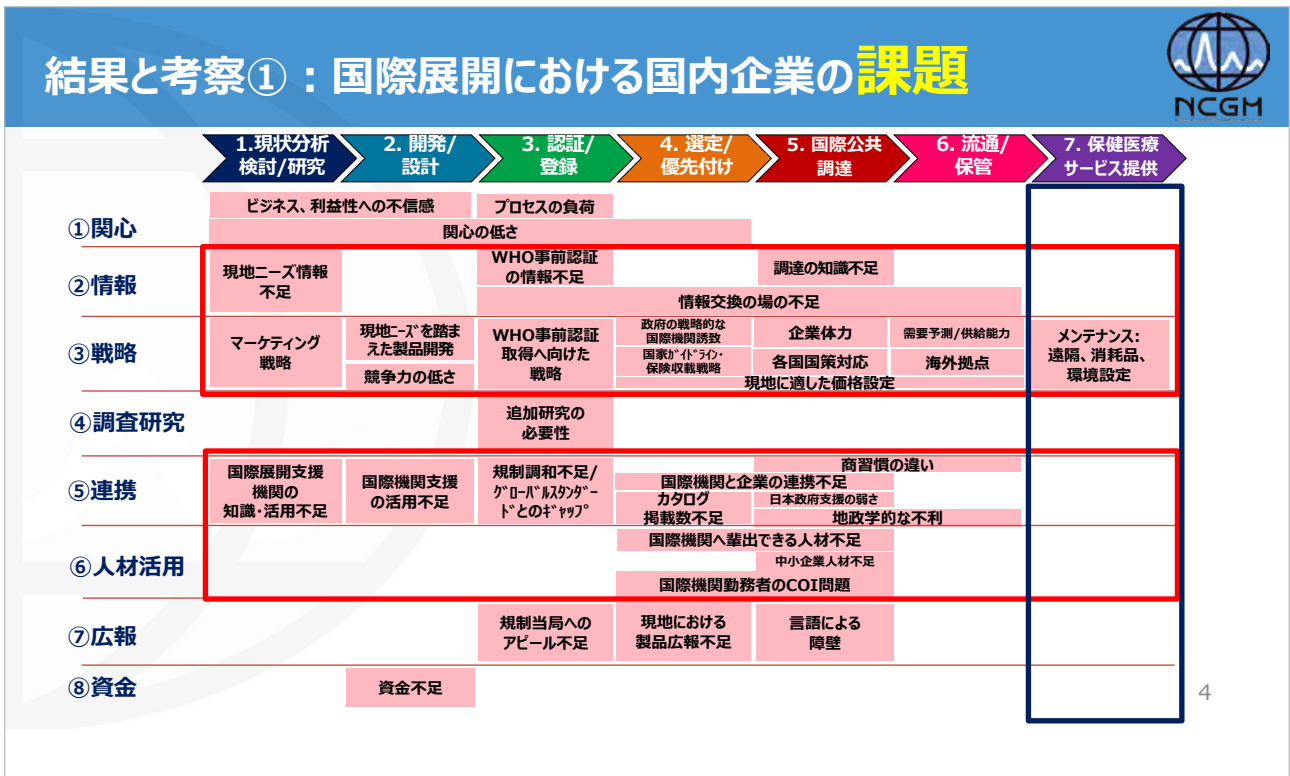 結果と考察①：国際展開における国内企業の課題
NCGM
1.現状分析
検討/研究
2. 開発/
設計
3. 認証/
登録
4. 選定/
優先付け
5. 国際公共
調達
6. 流通/
保管
7. 保健医療
サービス提供
①関心
ビジネス、利益性への不信感
プロセスの負荷
関心の低さ
②情報
現地ニーズ情報
不足
WHO事前認証
の情報不足
調達の知識不足
情報交換の場の不足
③戦略
マーケティング
戦略
現地ﾆｰｽﾞを踏ま
えた製品開発
競争力の低さ
WHO事前認証
取得へ向けた
戦略
政府の戦略的な
国際機関誘致
国家ｶﾞｲﾄﾞﾗｲﾝ・
保険収載戦略
企業体力
各国国策対応
需要予測/供給能力
海外拠点
現地に適した価格設定
メンテナンス:
遠隔、消耗品、
環境設定
④調査研究
追加研究の
必要性
⑤連携
国際展開支援
機関の
知識・活用不足
国際機関支援
の活用不足
規制調和不足/
ｸﾞﾛｰﾊﾞﾙｽﾀﾝﾀﾞｰ
ﾄﾞとのｷﾞｬｯﾌﾟ
商習慣の違い
国際機関と企業の連携不足
カタログ
掲載数不足
日本政府支援の弱さ
地政学的な不利
⑥人材活用
国際機関へ輩出できる人材不足
中小企業人材不足
国際機関勤務者のCOI問題
⑦広報
規制当局への
アピール不足
現地における
製品広報不足
言語による
障壁
⑧資金
資金不足
4